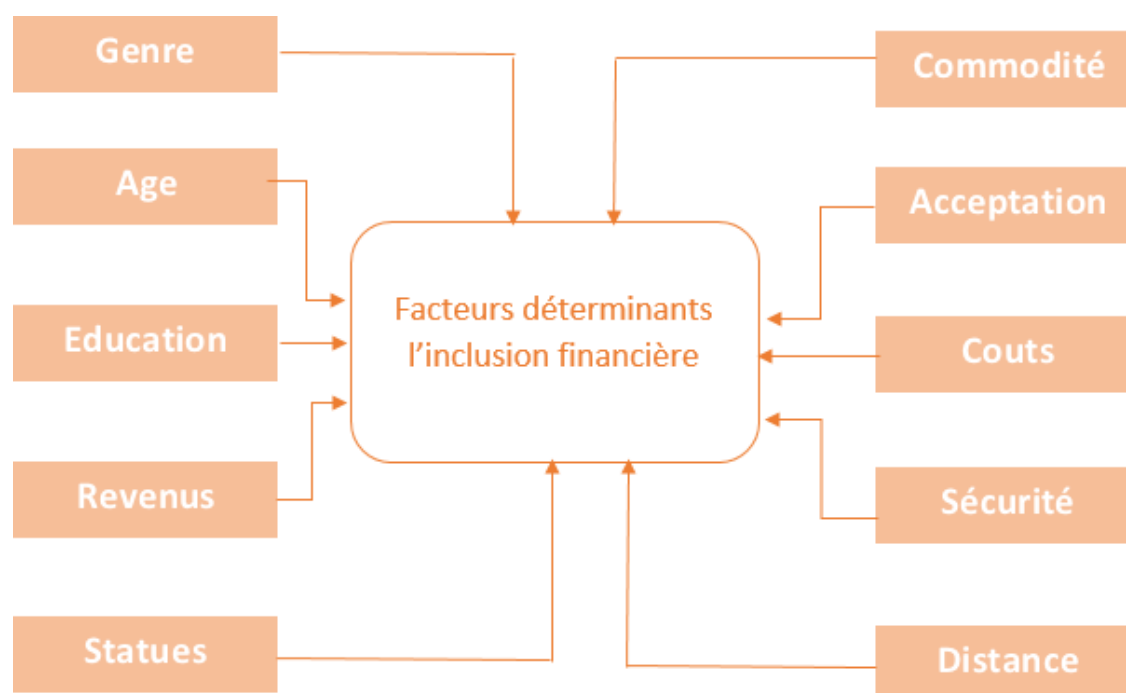 Genre
Commodité
Age
Acceptation
Facteurs déterminants
l'inclusion financière
Education
Couts
Revenus
Sécurité
Statues
Distance